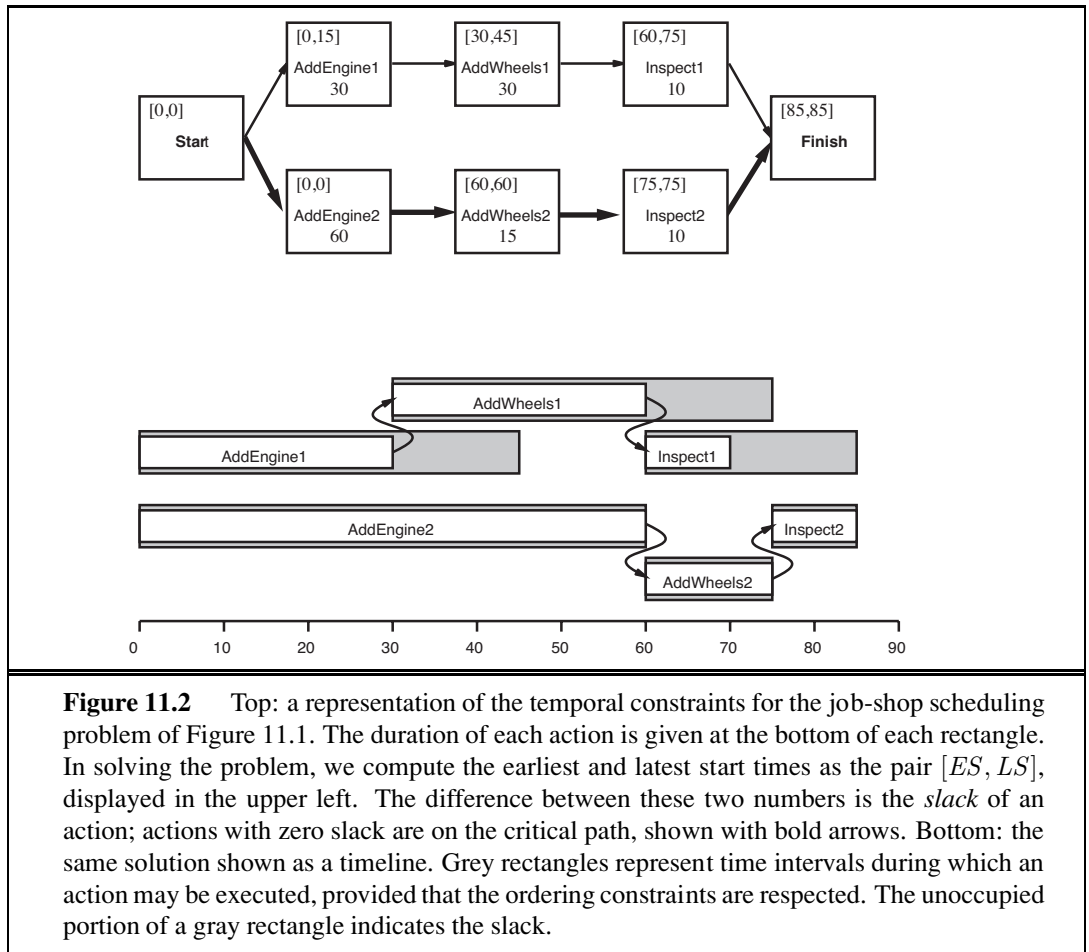 [0,15]
AddEngine1
30
[30,45]
AddWheels1
30
[60,75]
Inspect1
10
[0,0]
Start
[85,85]
Finish
[0,0]
AddEngine2
60
[60,60]
AddWheels2
15
[75,75]
Inspect2
10
AddWheels1
AddEngine1
Inspect1
AddEngine2
Inspect2
AddWheels2
0 10 20 30 40 50 60 70 80 90
Figure 11.2 Top: a representation of the temporal constraints for the job-shop scheduling
problem of Figure 11.1. The duration of each action is given at the bottom of each rectangle.
In solving the problem, we compute the earliest and latest start times as the pair [ES, LS],
displayed in the upper left. The difference between these two numbers is the slack of an
action; actions with zero slack are on the critical path, shown with bold arrows. Bottom: the
same solution shown as a timeline. Grey rectangles represent time intervals during which an
action may be executed, provided that the ordering constraints are respected. The unoccupied
portion of a gray rectangle indicates the slack.